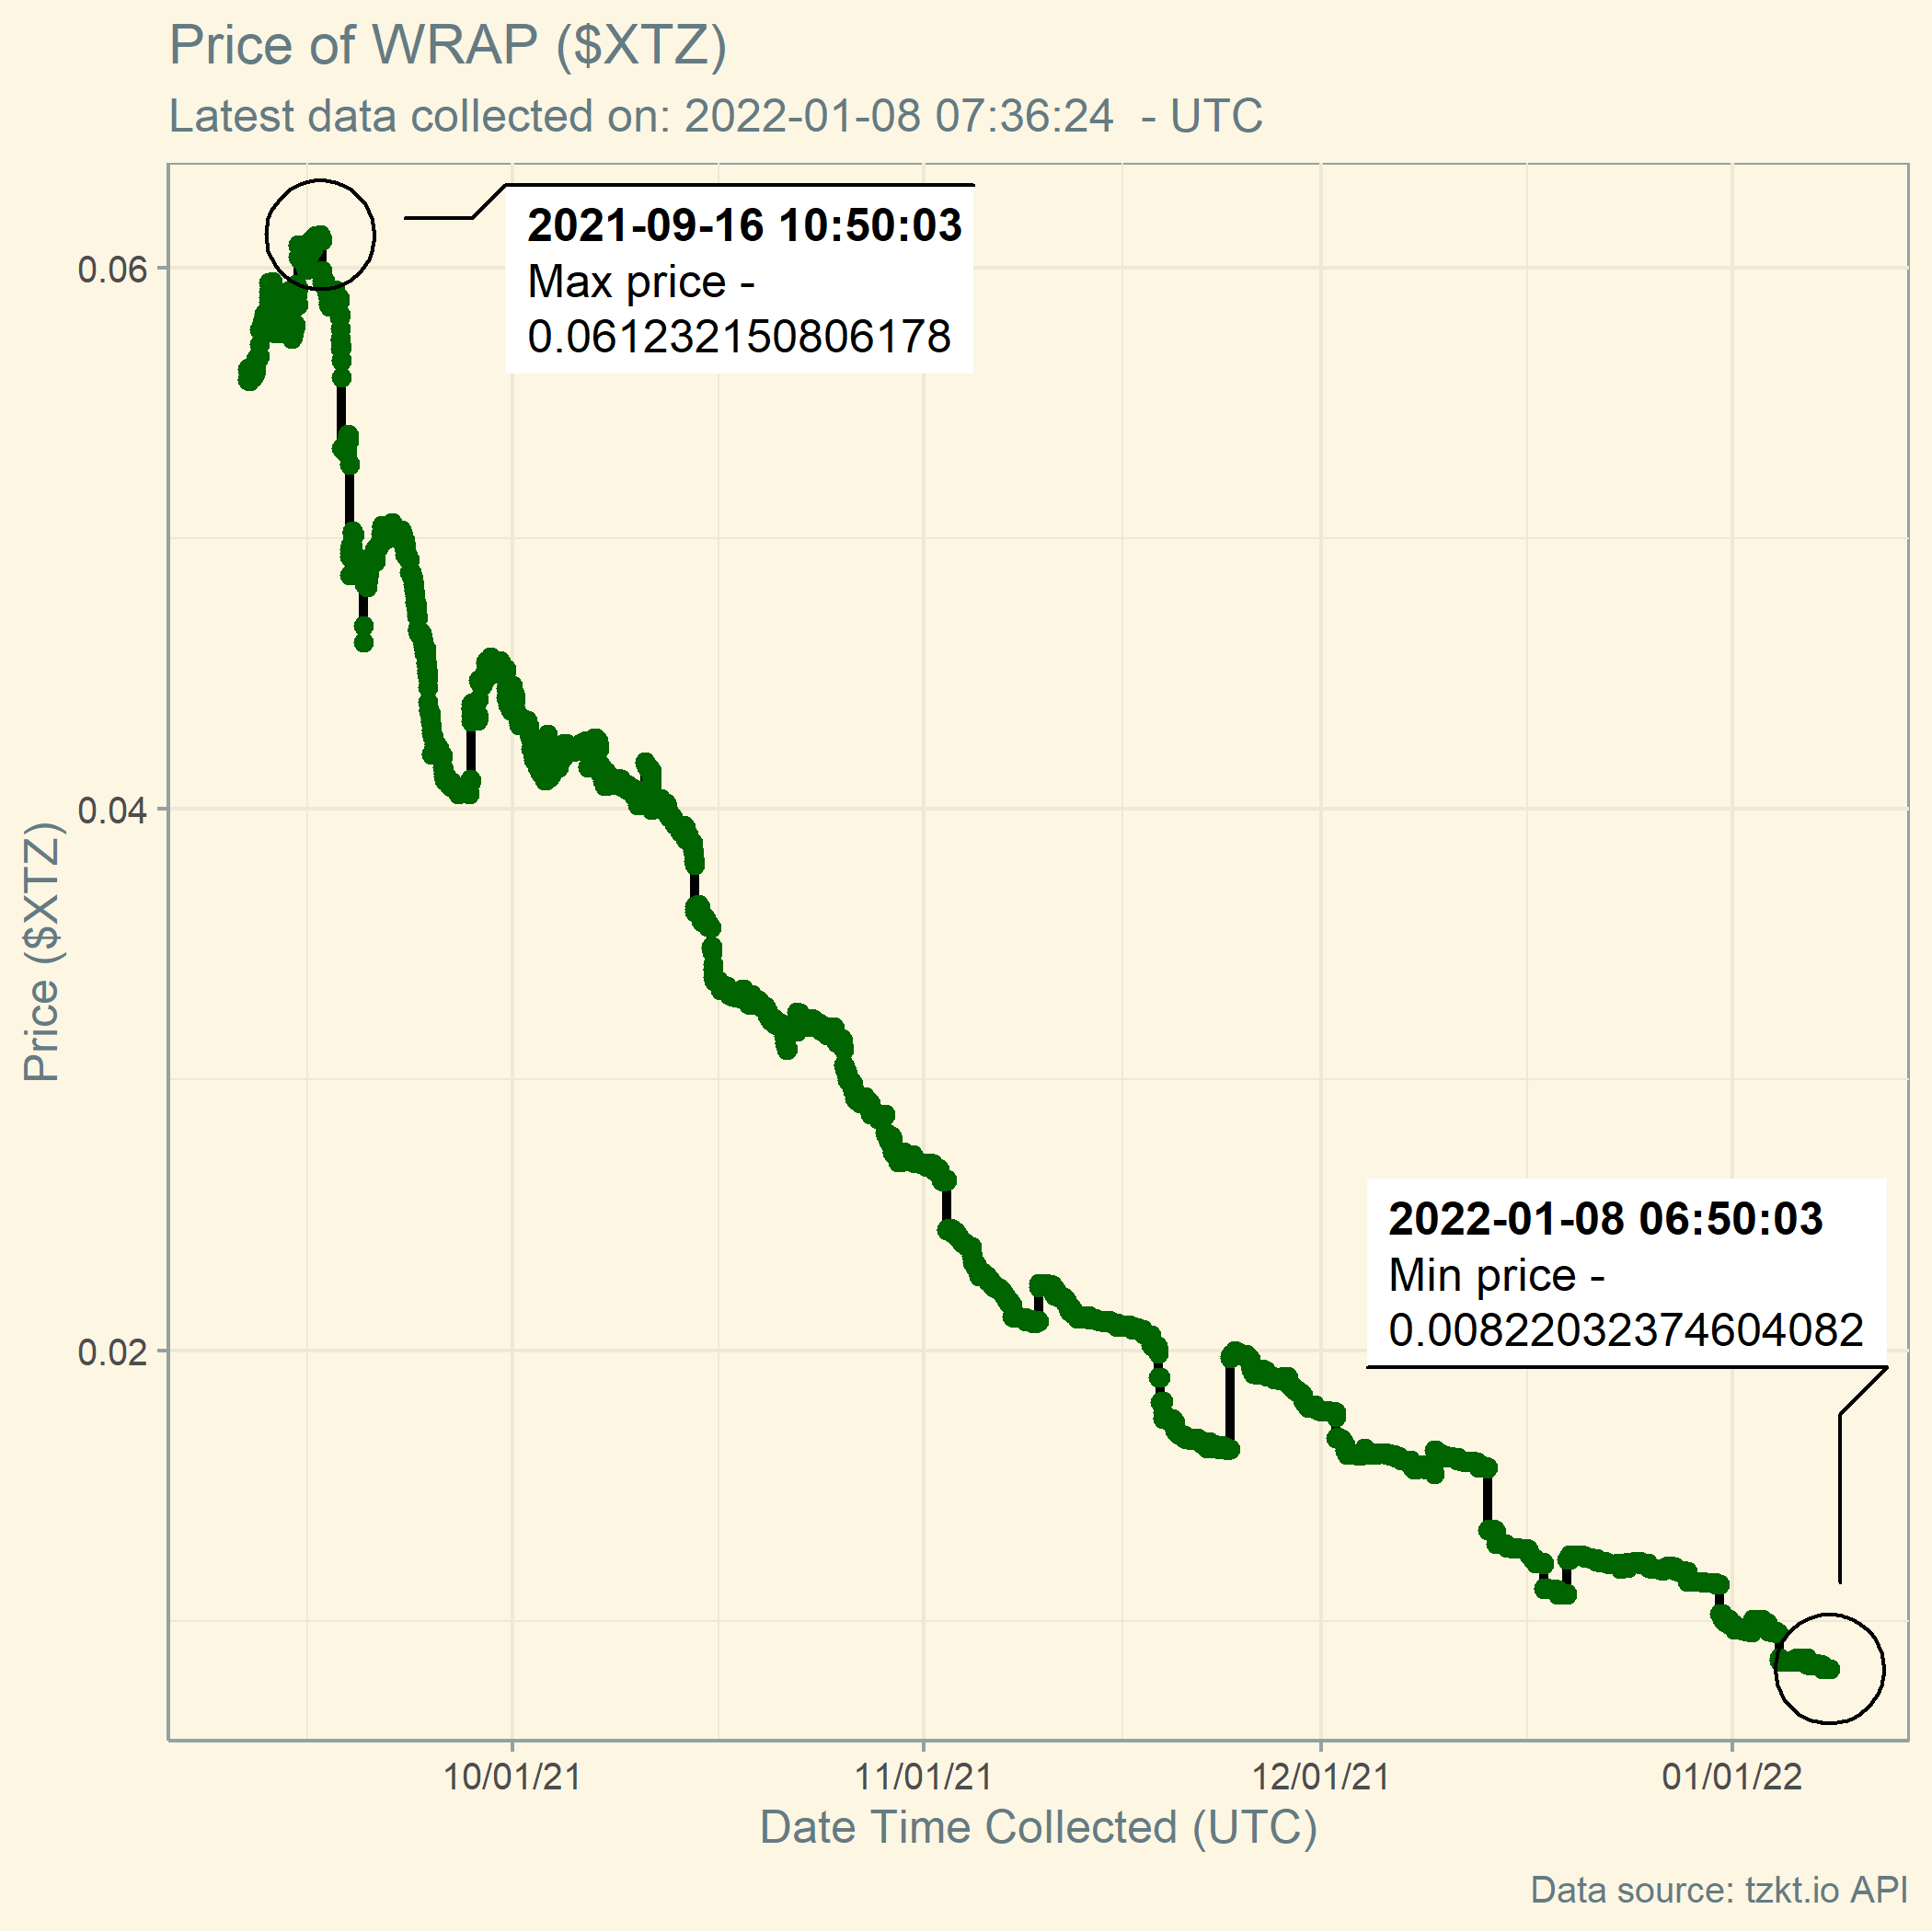 Price of WRAP ($XTZ)
Latest data collected on: 2022-01-08 07:36:24  - UTC
2021-09-16 10:50:03
Max price -
0.061232150806178
0.06
0.04
0.02
Price ($XTZ)
2022-01-08 06:50:03
Min price -
0.00822032374604082
10/01/21
11/01/21
12/01/21
01/01/22
Date Time Collected (UTC)
Data source: tzkt.io API